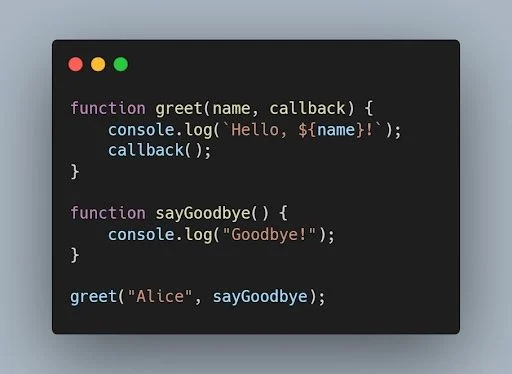 function greet(name, callback) {
    console.log(`Hello, ${name}!`);
    callback();
}

function sayGoodbye() {
    console.log("Goodbye!");
}

greet("Alice", sayGoodbye);